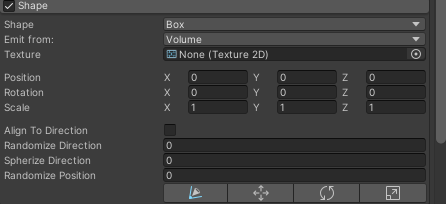 Shape
Shape Box
Emit from: Volume
Texture None (Texture 2D)
Position X 0 Y 0 Z 0
Rotation X 0 Y 0 Z 0
Scale X 1 Y 1 Z 1
Align To Direction
Randomize Direction 0
Spherize Direction 0
Randomize Position 0